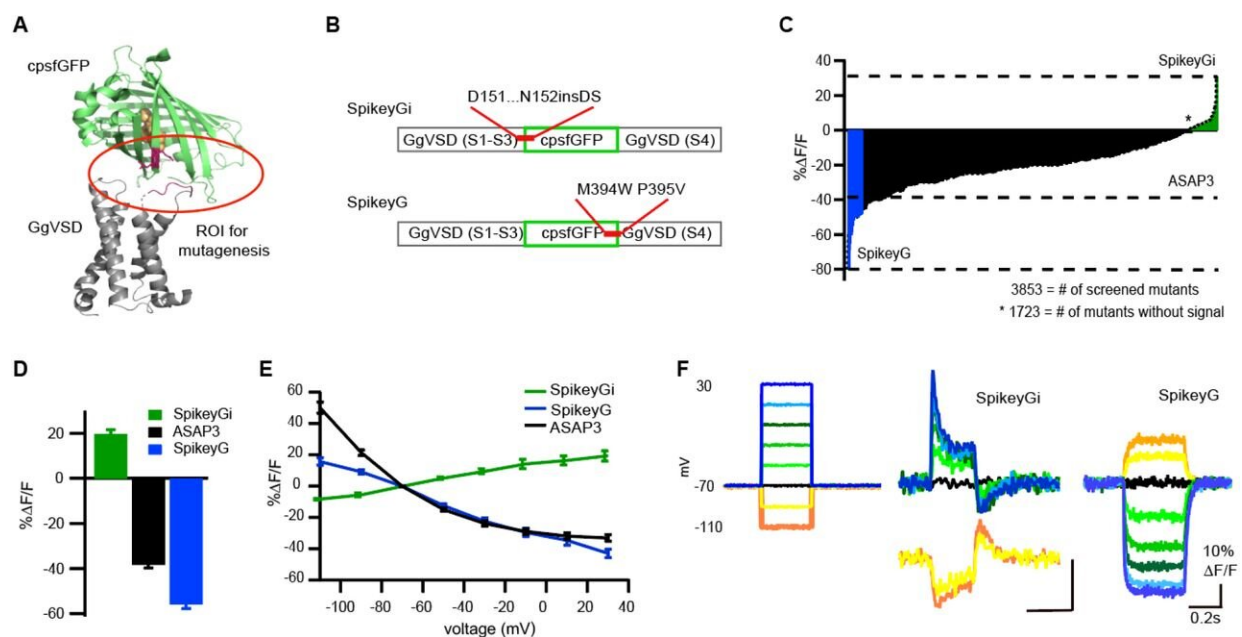 A
cpsfGFP
GgVSD
ROI for
mutagenesis
B
D151...N152insDS
SpikeyGi
GgVSD (S1-S3) cpsfGFP GgVSD (S4)
M394W P395V
SpikeyG
GgVSD (S1-S3) cpsfGFP GgVSD (S4)
C
%ΔF/F
40
20
0
-20
-40
-60
-80
SpikeyGi
*
ASAP3
SpikeyG
3853 = # of screened mutants
* 1723 = # of mutants without signal
D
%ΔF/F
20
0
-20
-40
-60
SpikeyGi
ASAP3
SpikeyG
E
%ΔF/F
60
40
20
0
-20
-40
-60
SpikeyGi
SpikeyG
ASAP3
-100 -80 -60 -40 -20 0 20 40
voltage (mV)
F
30
mV
-70
-110
SpikeyGi
SpikeyG
10%
ΔF/F
0.2s